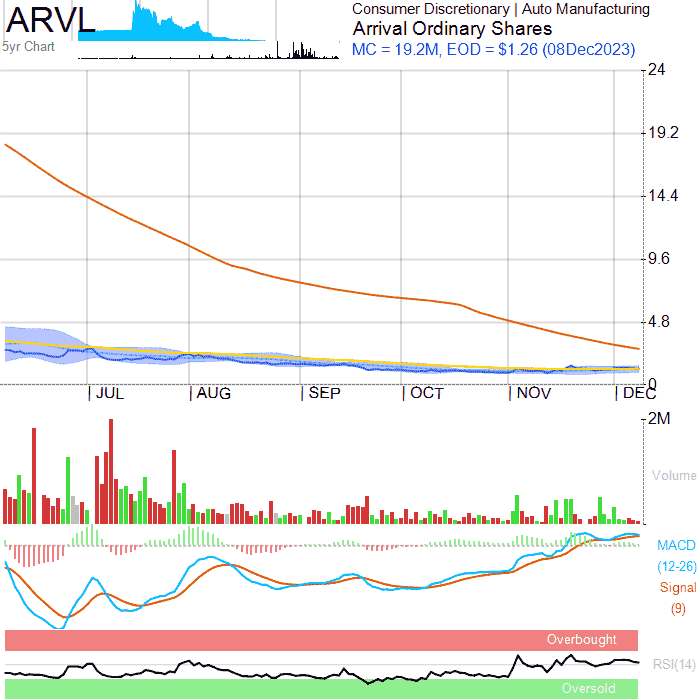 ARVL
5yr Chart
Consumer Discretionary | Auto Manufacturing
Arrival Ordinary Shares
MC = 19.2M, EOD = $1.26 (08Dec2023)
24
19.2
14.4
9.6
4.8
0
JUL AUG SEP OCT NOV DEC
2M
Volume
MACD
(12-26)
Signal
(9)
Overbought
RSI(14)
Oversold